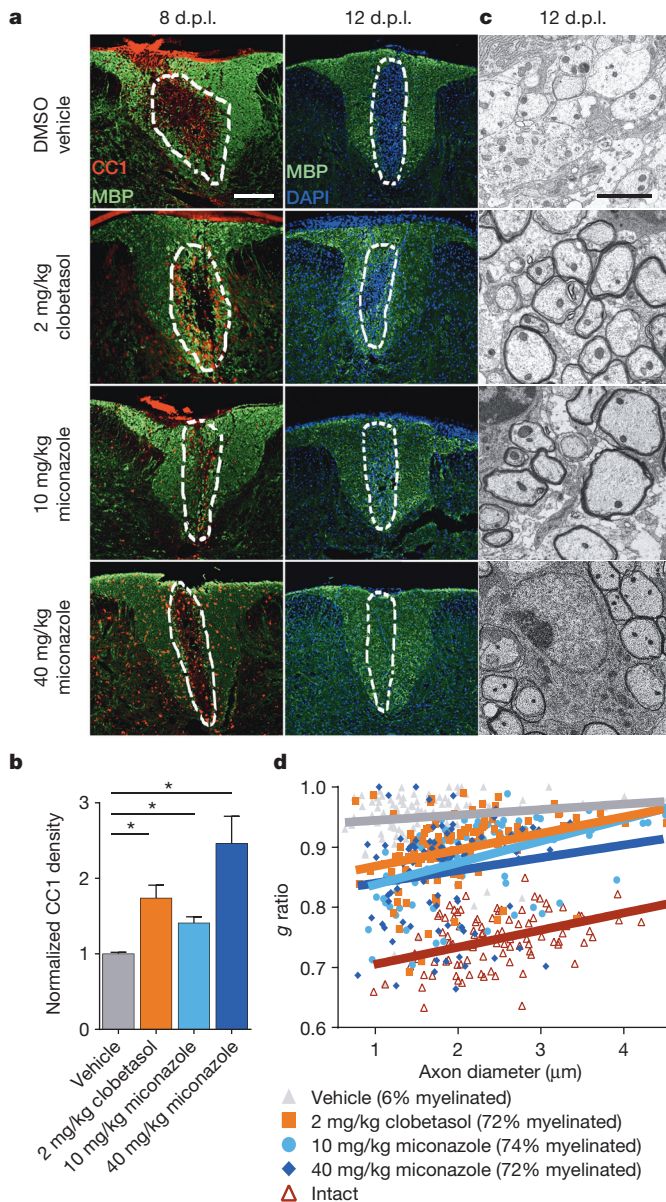 a
8 d.p.l.
12 d.p.l.
c
12 d.p.l.
DMSO
vehicle
CC1
MBP
MBP
DAPI
2 mg/kg
clobetasol
10 mg/kg
miconazole
40 mg/kg
miconazole
b
Normalized CC1 density
3
2
1
0
*
*
*
Vehicle
2 mg/kg clobetasol
10 mg/kg miconazole
40 mg/kg miconazole
d
g ratio
1.0
0.9
0.8
0.7
0.6
1
2
3
4
Axon diameter (μm)
Vehicle (6% myelinated)
2 mg/kg clobetasol (72% myelinated)
10 mg/kg miconazole (74% myelinated)
40 mg/kg miconazole (72% myelinated)
Intact